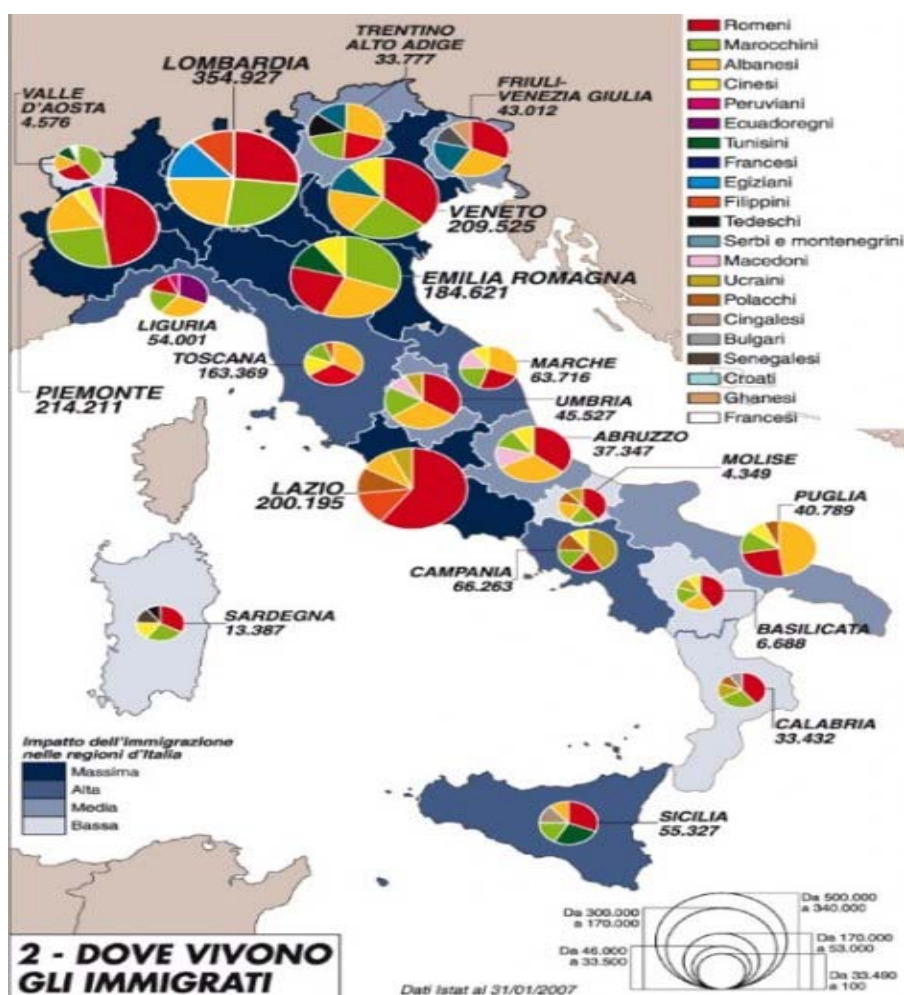 TRENTINO
ALTO ADIGE
33.777
LOMBARDIA
354.927
VALLE
D'AOSTA
4.576
FRIULI-
VENEZIA GIULIA
43.012
VENETO
209.525
EMILIA ROMAGNA
184.621
LIGURIA
54.001
TOSCANA
163.369
PIEMONTE
214.211
MARCHE
63.716
UMBRIA
45.527
ABRUZZO
37.347
MOLISE
4.349
LAZIO
200.195
PUGLIA
40.789
CAMPANIA
66.263
BASILICATA
6.688
SARDEGNA
13.387
CALABRIA
33.432
SICILIA
55.327
Romeni
Marocchini
Albanesi
Cinesi
Peruviani
Ecuadoregni
Tunisini
Francesi
Egiziani
Filippini
Tedeschi
Serbi e montenegrini
Macedoni
Ucraini
Polacchi
Cingalesi
Bulgari
Senegalesi
Croati
Ghanesi
Francesi
Impatto dell'immigrazione
nelle regioni d'Italia
Massima
Alta
Media
Bassa
Da 500.000
a 340.000
Da 300.000
a 170.000
Da 170.000
a 53.000
Da 46.000
a 33.500
Da 33.490
a 100
2 - DOVE VIVONO
GLI IMMIGRATI
Dati Istat al 31/01/2007